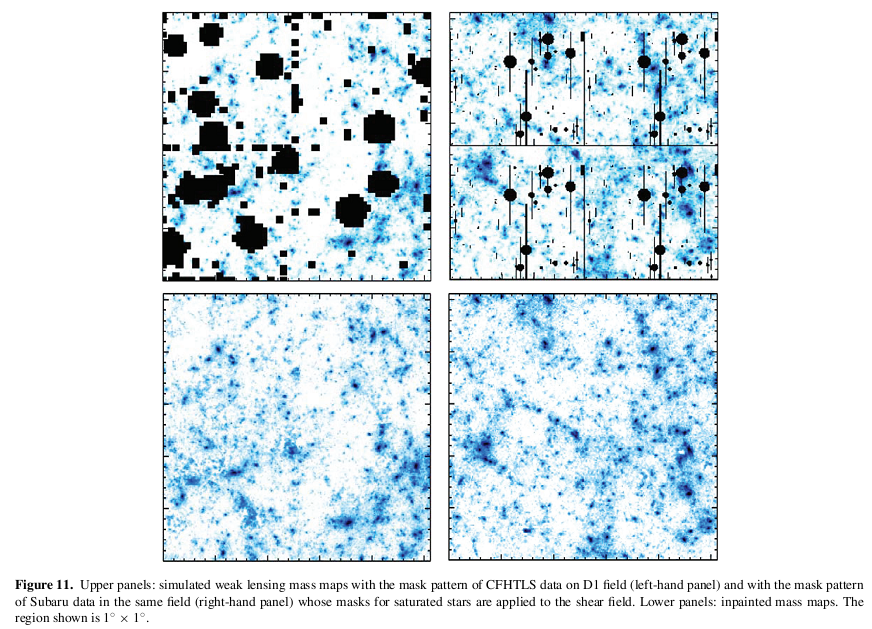 Figure 11. Upper panels: simulated weak lensing mass maps with the mask pattern of CFHTLS data on D1 field (left-hand panel) and with the mask pattern
of Subaru data in the same field (right-hand panel) whose masks for saturated stars are applied to the shear field. Lower panels: inpainted mass maps. The
region shown is 1° × 1°.